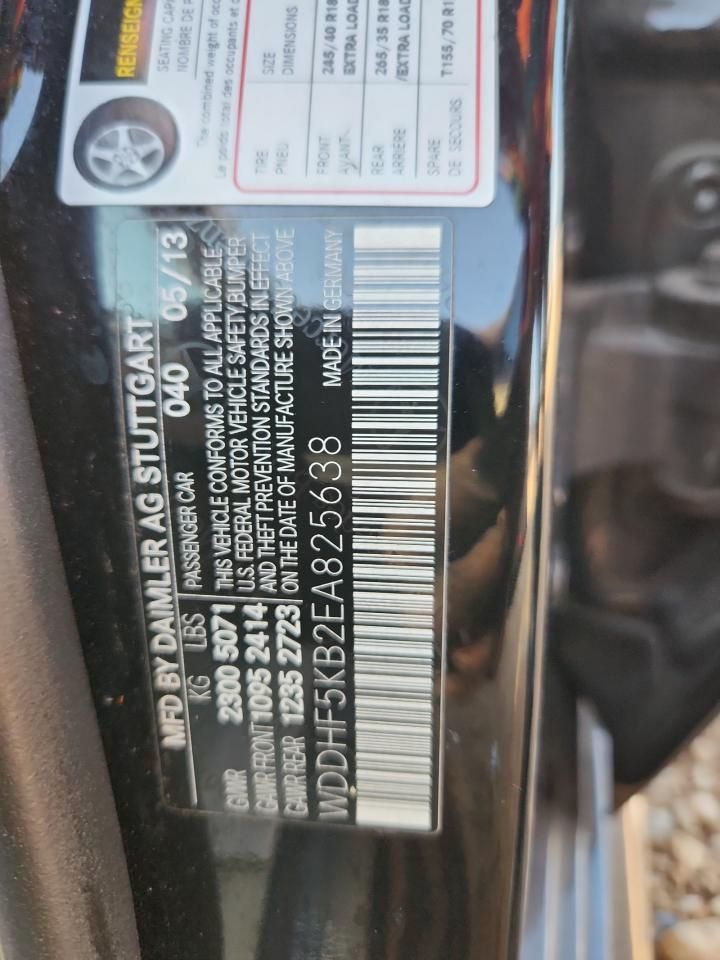 MFD BY DAIMLER AG STUTTGART
KG LBS PASSENGER CAR 040 05/13
GVWR 2300 5071 THIS VEHICLE CONFORMS TO ALL APPLICABLE
U.S. FEDERAL MOTOR VEHICLE SAFETY,BUMPER
GAWR FRONT 1095 2414 AND THEFT PREVENTION STANDARDS IN EFFECT
GAWR REAR 1235 2723 ON THE DATE OF MANUFACTURE SHOWN ABOVE
WDDHF5KB2EA825638 MADE IN GERMANY
RENSEIGN
SEATING CAP
NOMBRE DE P
The combined weight of occ
Le poids total des occupants et d
TIRE SIZE
PNEU DIMENSIONS
FRONT 245/40 R18
AVANT EXTRA LOAD
REAR 265/35 R18
ARRIÈRE /EXTRA LOAD
SPARE T155/70 R1
DE SECOURS